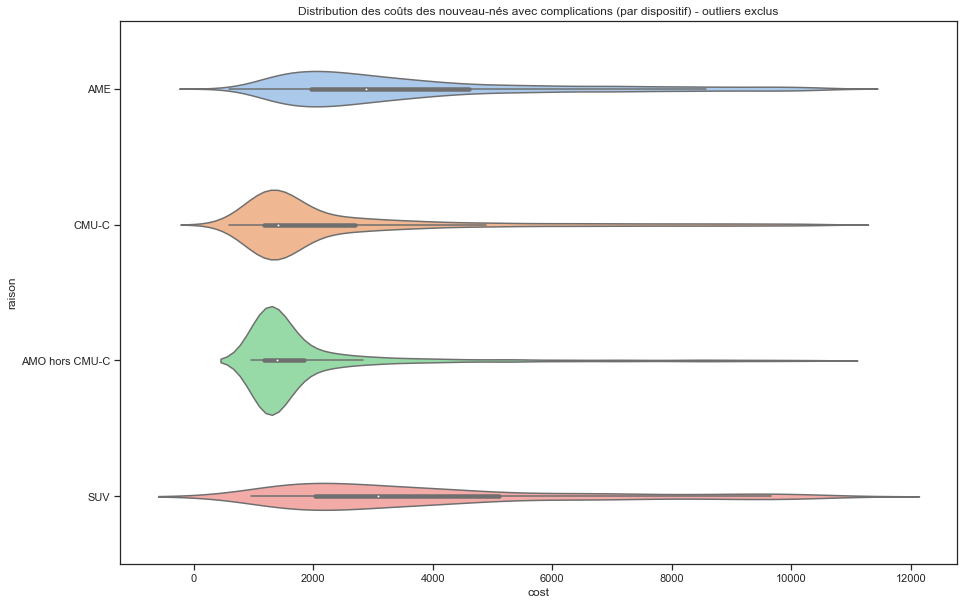 Distribution des coûts des nouveau-nés avec complications (par dispositif) - outliers exclus
AME
CMU-C
AMO hors CMU-C
SUV
raison
0 2000 4000 6000 8000 10000 12000
cost